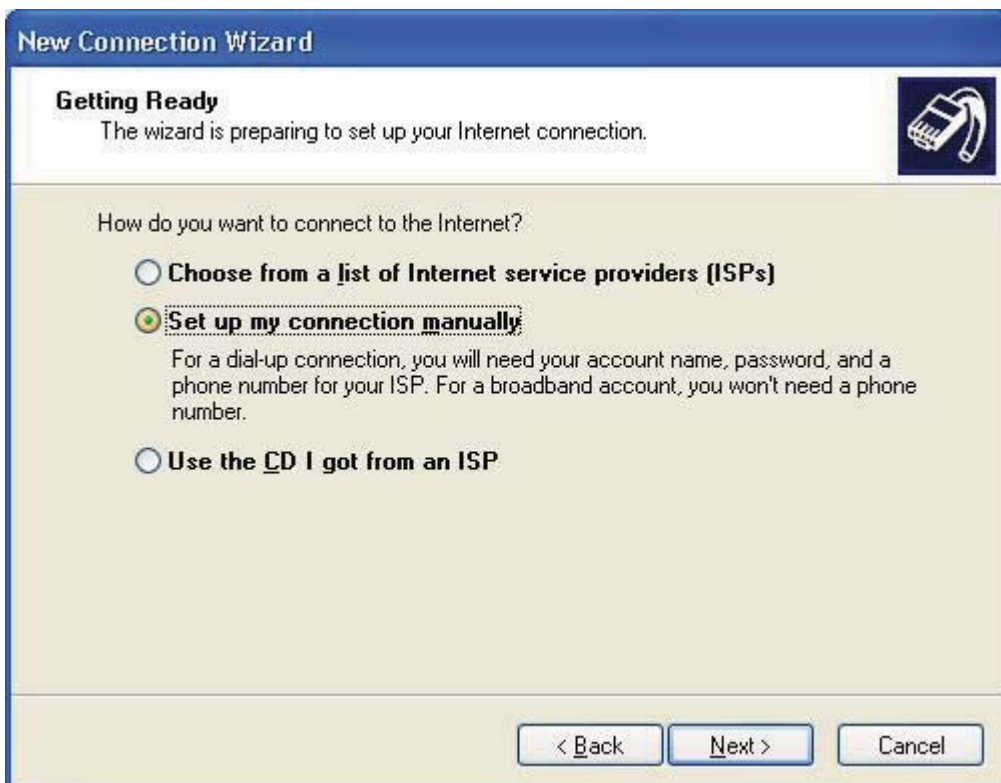 New Connection Wizard
Getting Ready
The wizard is preparing to set up your Internet connection.
How do you want to connect to the Internet?
Choose from a list of Internet service providers (ISPs)
Set up my connection manually
For a dial-up connection, you will need your account name, password, and a
phone number for your ISP. For a broadband account, you won't need a phone
number.
Use the CD I got from an ISP
< Back Next > Cancel